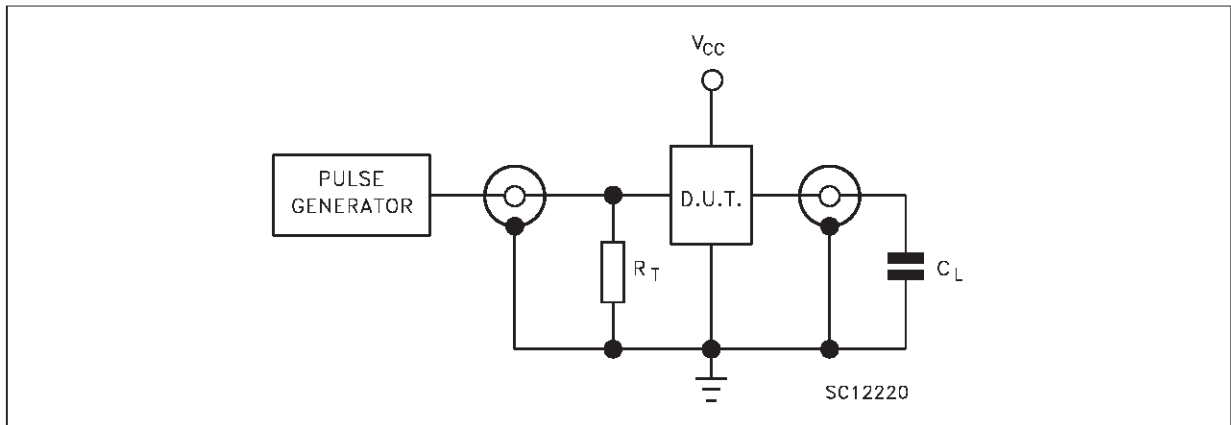 VCC
PULSE
GENERATOR
D.U.T.
RT
CL
SC12220